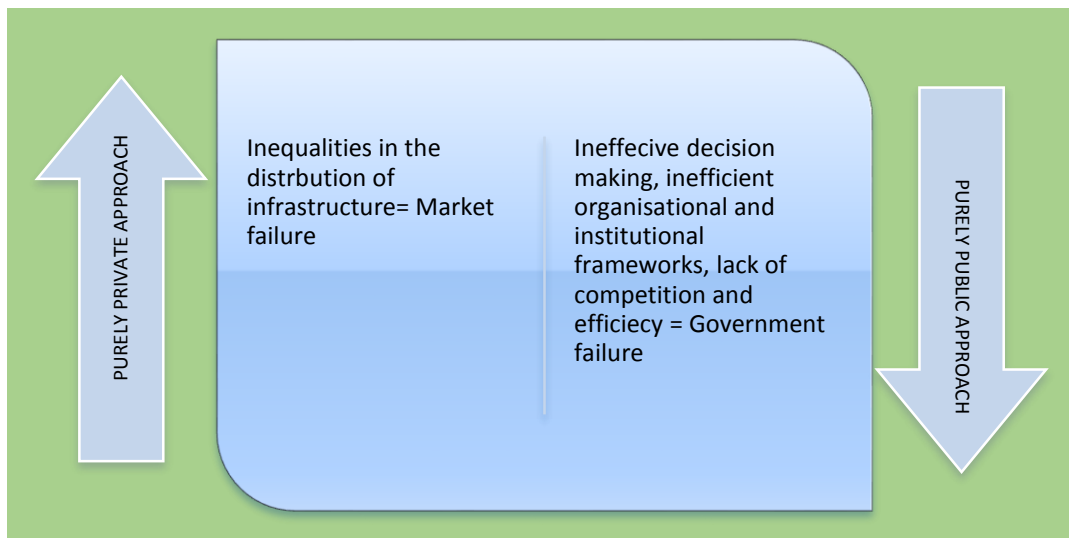 PURELY PRIVATE APPROACH
Inequalities in the
distrbution of
infrastructure= Market
failure
Ineffecive decision
making, inefficient
organisational and
institutional
frameworks, lack of
competition and
efficiecy = Government
failure
PURELY PUBLIC APPROACH